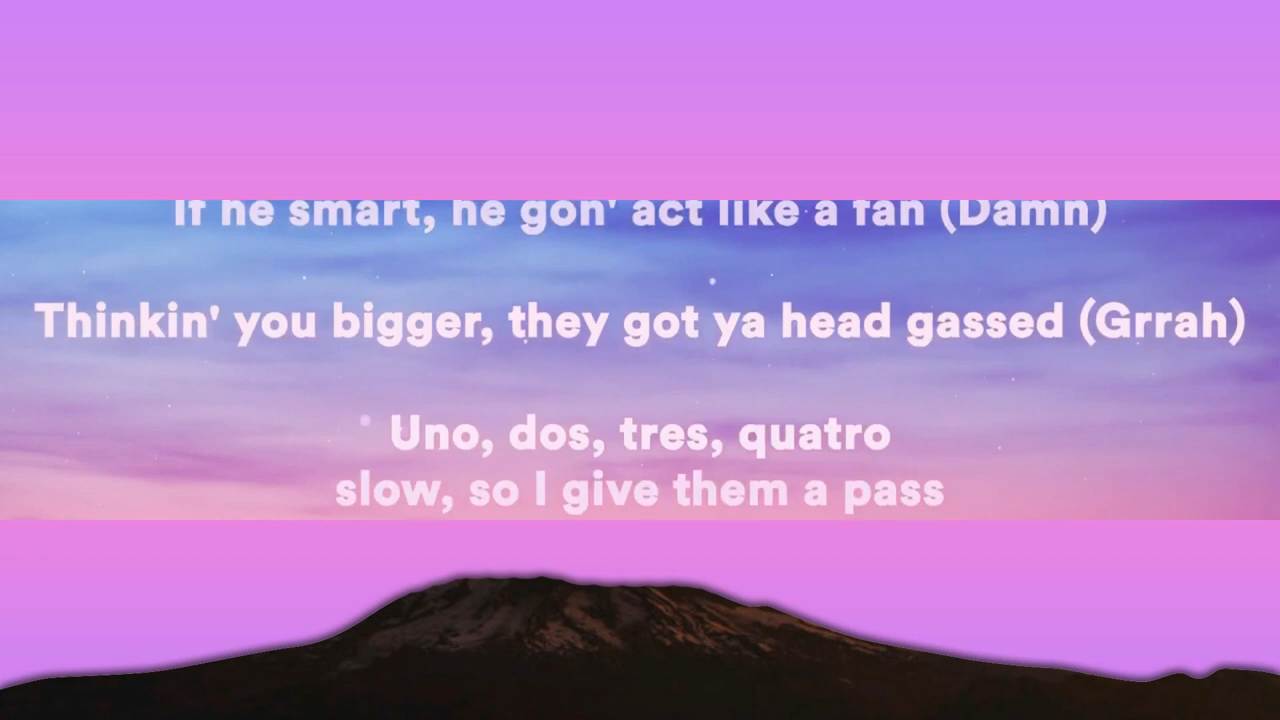 If he smart, he gon' act like a fan (Damn)
Thinkin' you bigger, they got ya head gassed (Grrah)
Uno, dos, tres, quatro
slow, so I give them a pass